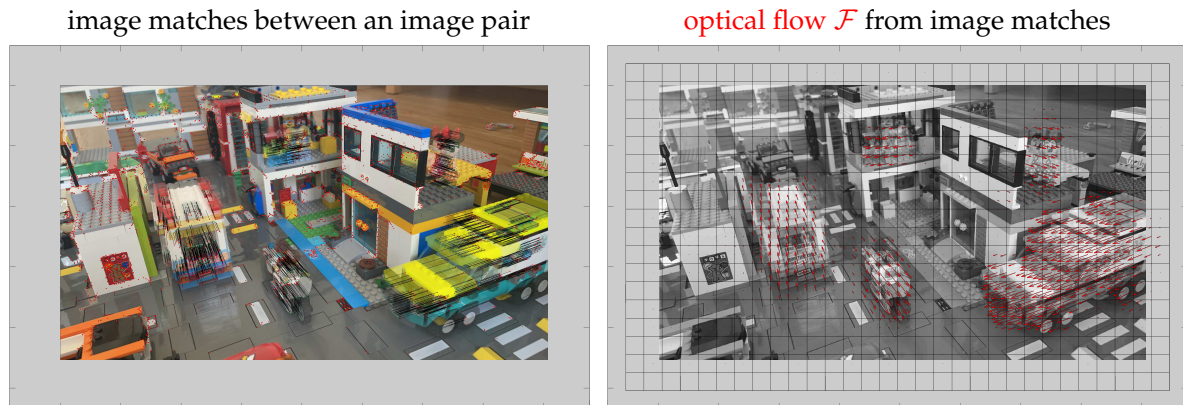 image matches between an image pair
optical flow ℱ from image matches